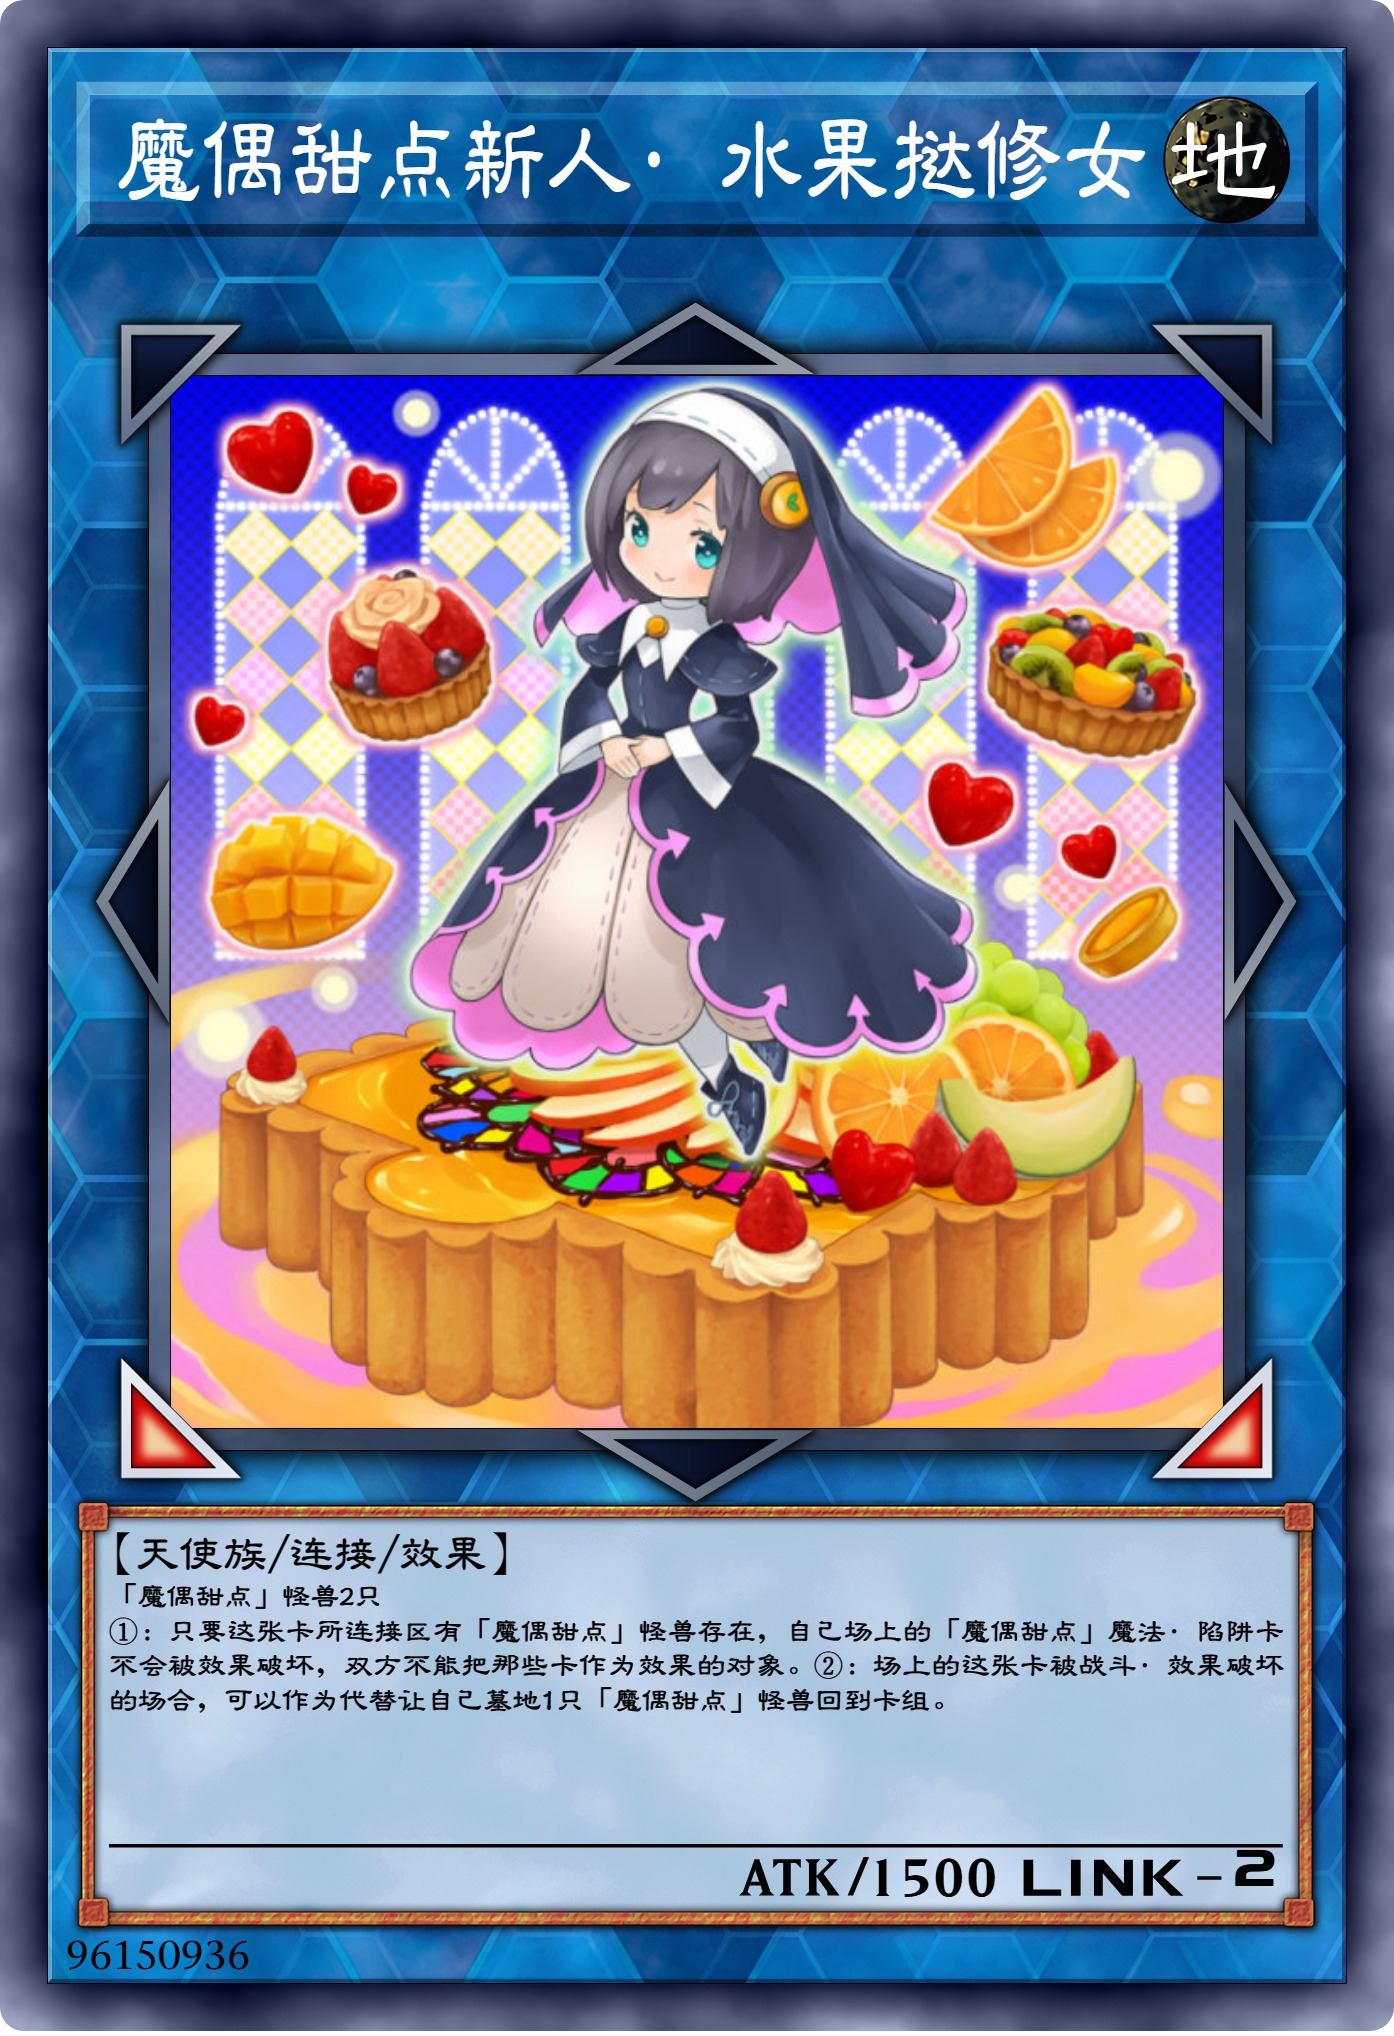 魔偶甜点新人·水果挞修女 地
【天使族/连接/效果】
「魔偶甜点」怪兽2只
①：只要这张卡所连接区有「魔偶甜点」怪兽存在，自己场上的「魔偶甜点」魔法·陷阱卡
不会被效果破坏，双方不能把那些卡作为效果的对象。②：场上的这张卡被战斗·效果破坏
的场合，可以作为代替让自己墓地1只「魔偶甜点」怪兽回到卡组。
ATK/1500 LINK-2
96150936